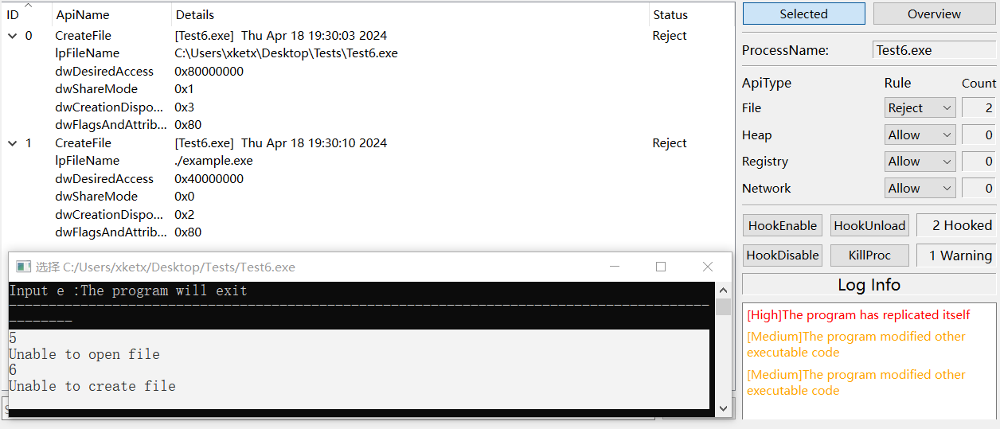 ID ApiName Details Status
0 CreateFile [Test6.exe] Thu Apr 18 19:30:03 2024 Reject
lpFileName C:\Users\xketx\Desktop\Tests\Test6.exe
dwDesiredAccess 0x80000000
dwShareMode 0x1
dwCreationDispo... 0x3
dwFlagsAndAttrib... 0x80
1 CreateFile [Test6.exe] Thu Apr 18 19:30:10 2024 Reject
lpFileName ./example.exe
dwDesiredAccess 0x40000000
dwShareMode 0x0
dwCreationDispo... 0x2
dwFlagsAndAttrib... 0x80
选择 C:/Users/xketx/Desktop/Tests/Test6.exe
Input e :The program will exit
5
Unable to open file
6
Unable to create file
Selected Overview
ProcessName: Test6.exe
ApiType Rule Count
File Reject 2
Heap Allow 0
Registry Allow 0
Network Allow 0
HookEnable HookUnload 2 Hooked
HookDisable KillProc 1 Warning
Log Info
[High]The program has replicated itself
[Medium]The program modified other
executable code
[Medium]The program modified other
executable code